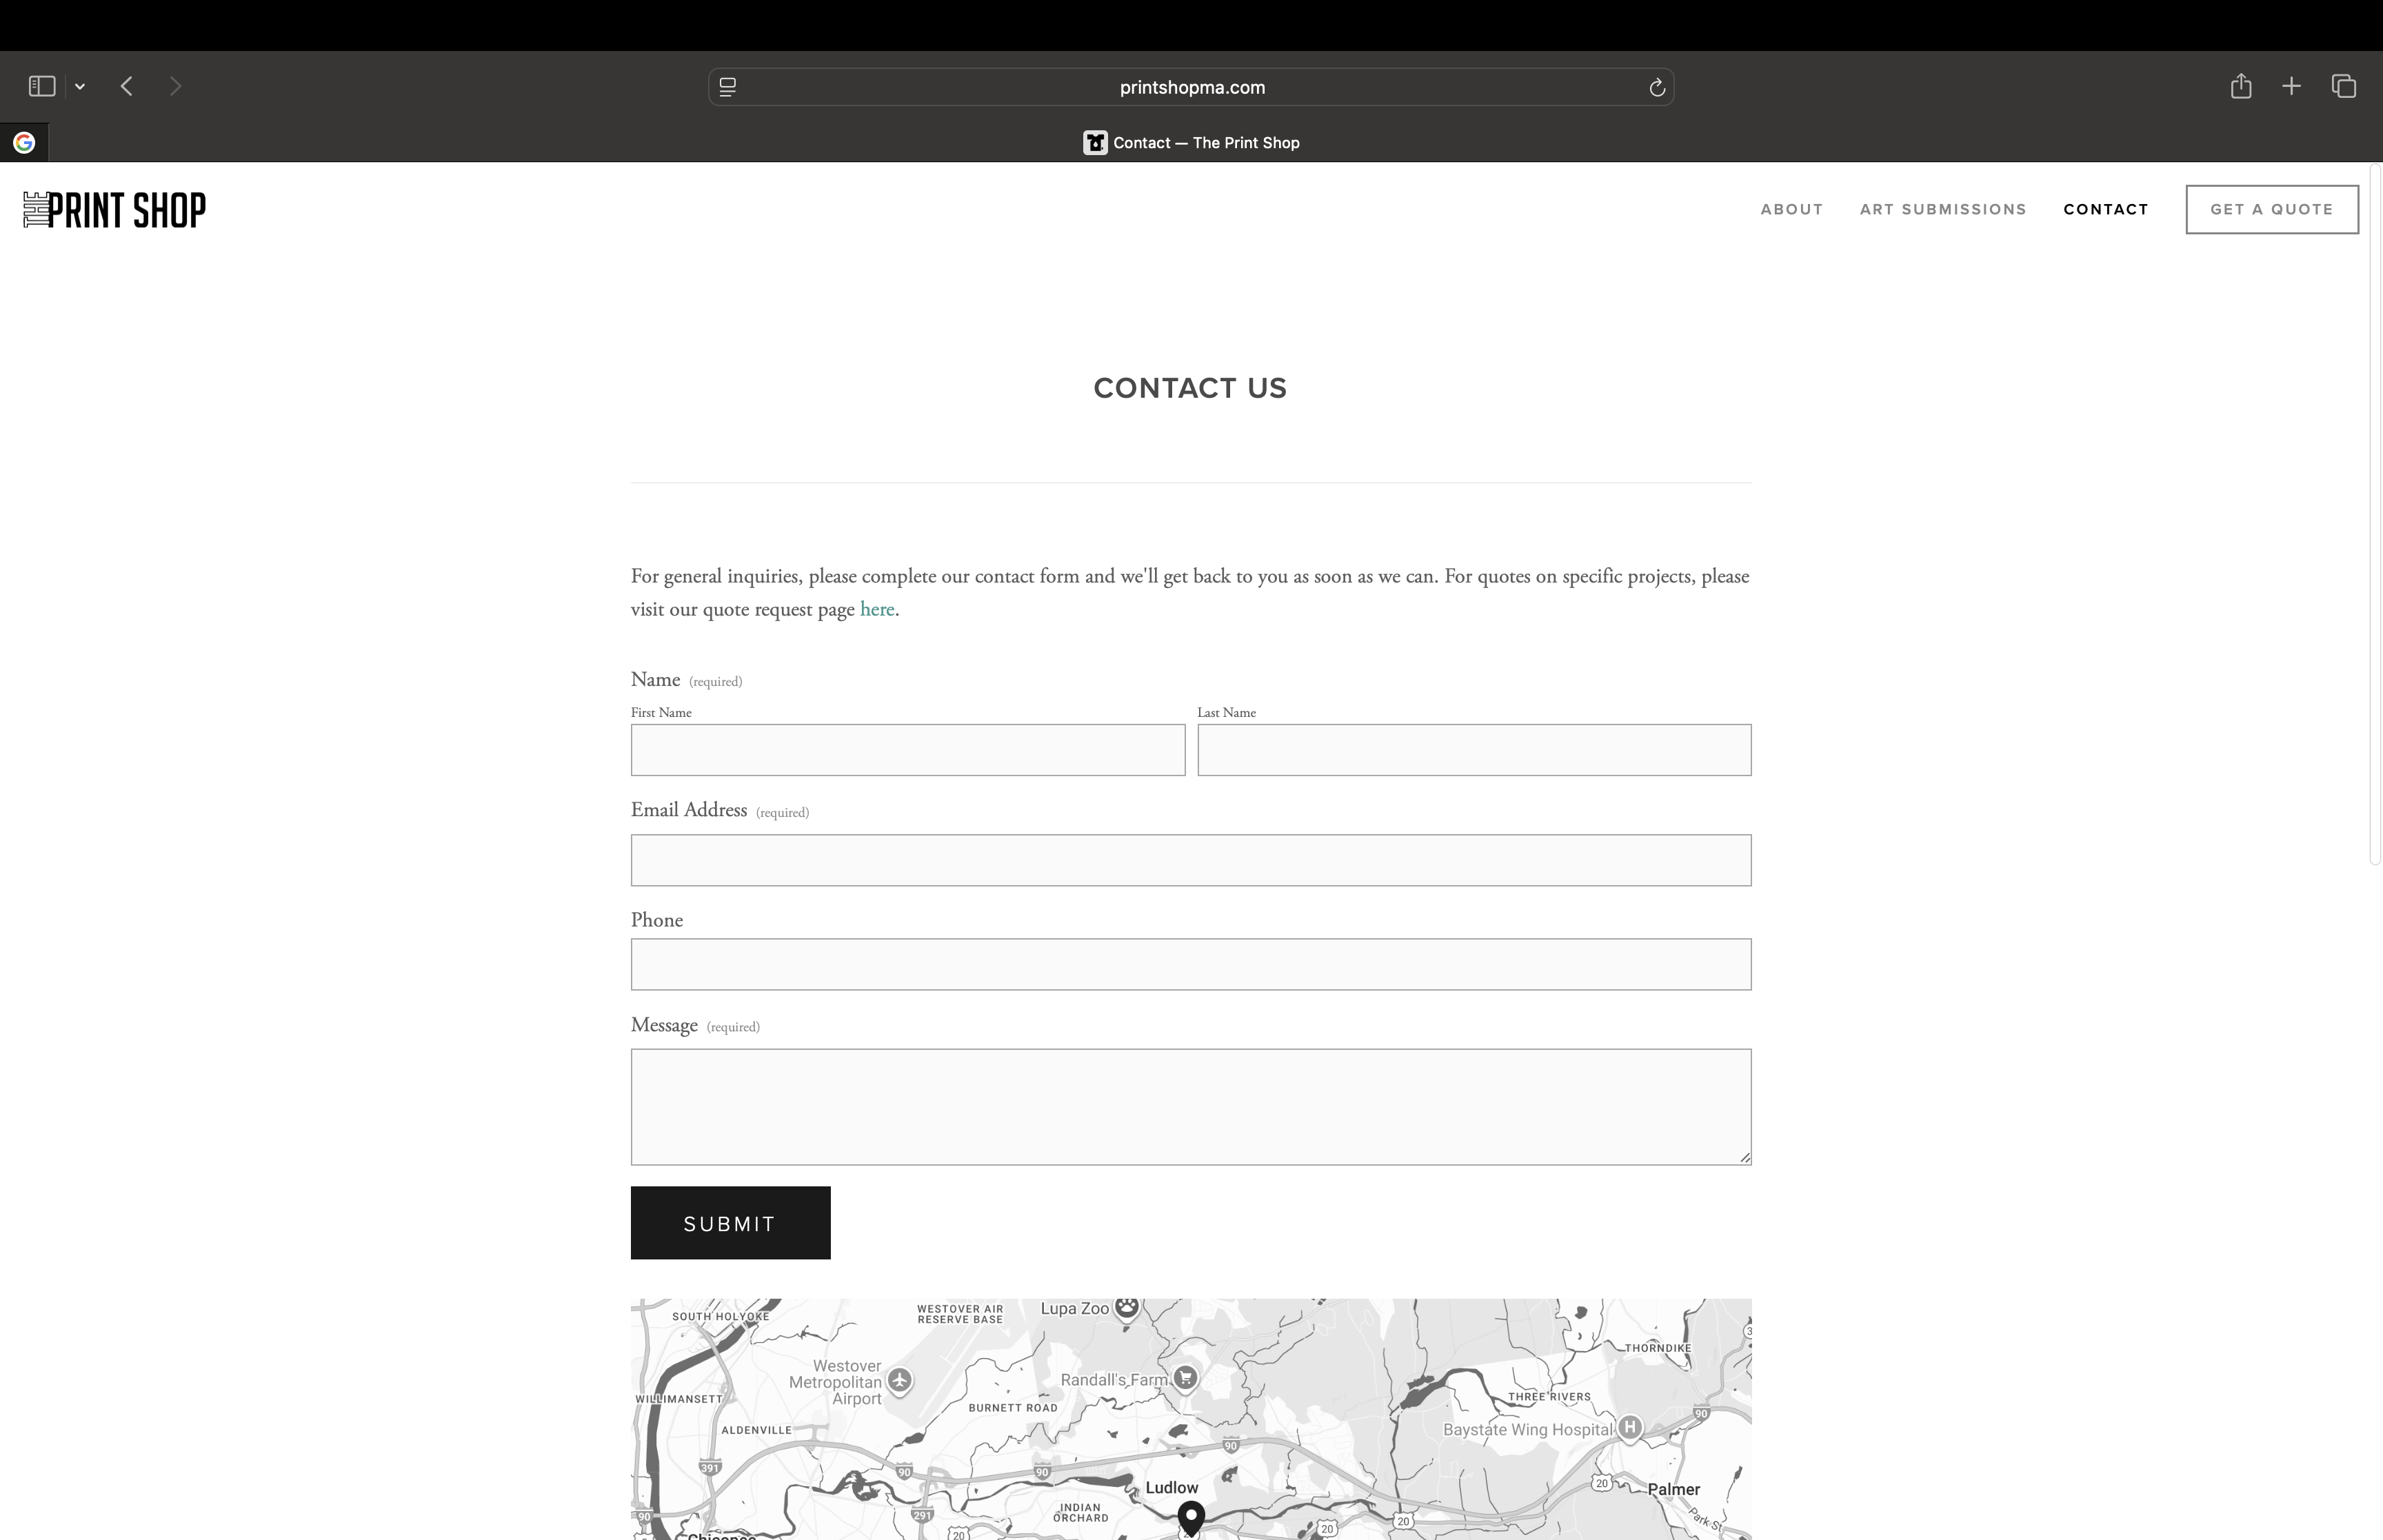 printshopma.com
Contact — The Print Shop
THE PRINT SHOP
ABOUT
ART SUBMISSIONS
CONTACT
GET A QUOTE
CONTACT US
For general inquiries, please complete our contact form and we'll get back to you as soon as we can. For quotes on specific projects, please
visit our quote request page here.
Name (required)
First Name
Last Name
Email Address (required)
Phone
Message (required)
SUBMIT
SOUTH HOLYOKE
WESTOVER AIR
RESERVE BASE
Lupa Zoo
Westover
Metropolitan
Airport
Randall's Farm
THORNDIKE
WILLIMANSETT
BURNETT ROAD
THREE RIVERS
ALDENVILLE
Baystate Wing Hospital
H
90
391
90
90
90
Ludlow
20
Palmer
90
291
INDIAN
ORCHARD
20
20
20
Park St
Chicopee